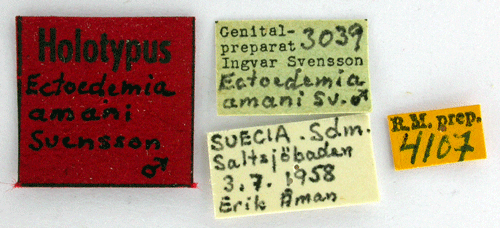 Holotypus
Ectoedemia
amani
Svensson
♂
Genital-
preparat 3039
Ingvar Svensson
Ectoedemia
amani Sv. ♂
SUECIA. Sdm.
Saltsjöbaden
3.7.1958
Erik Aman
R.M. prep.
4107